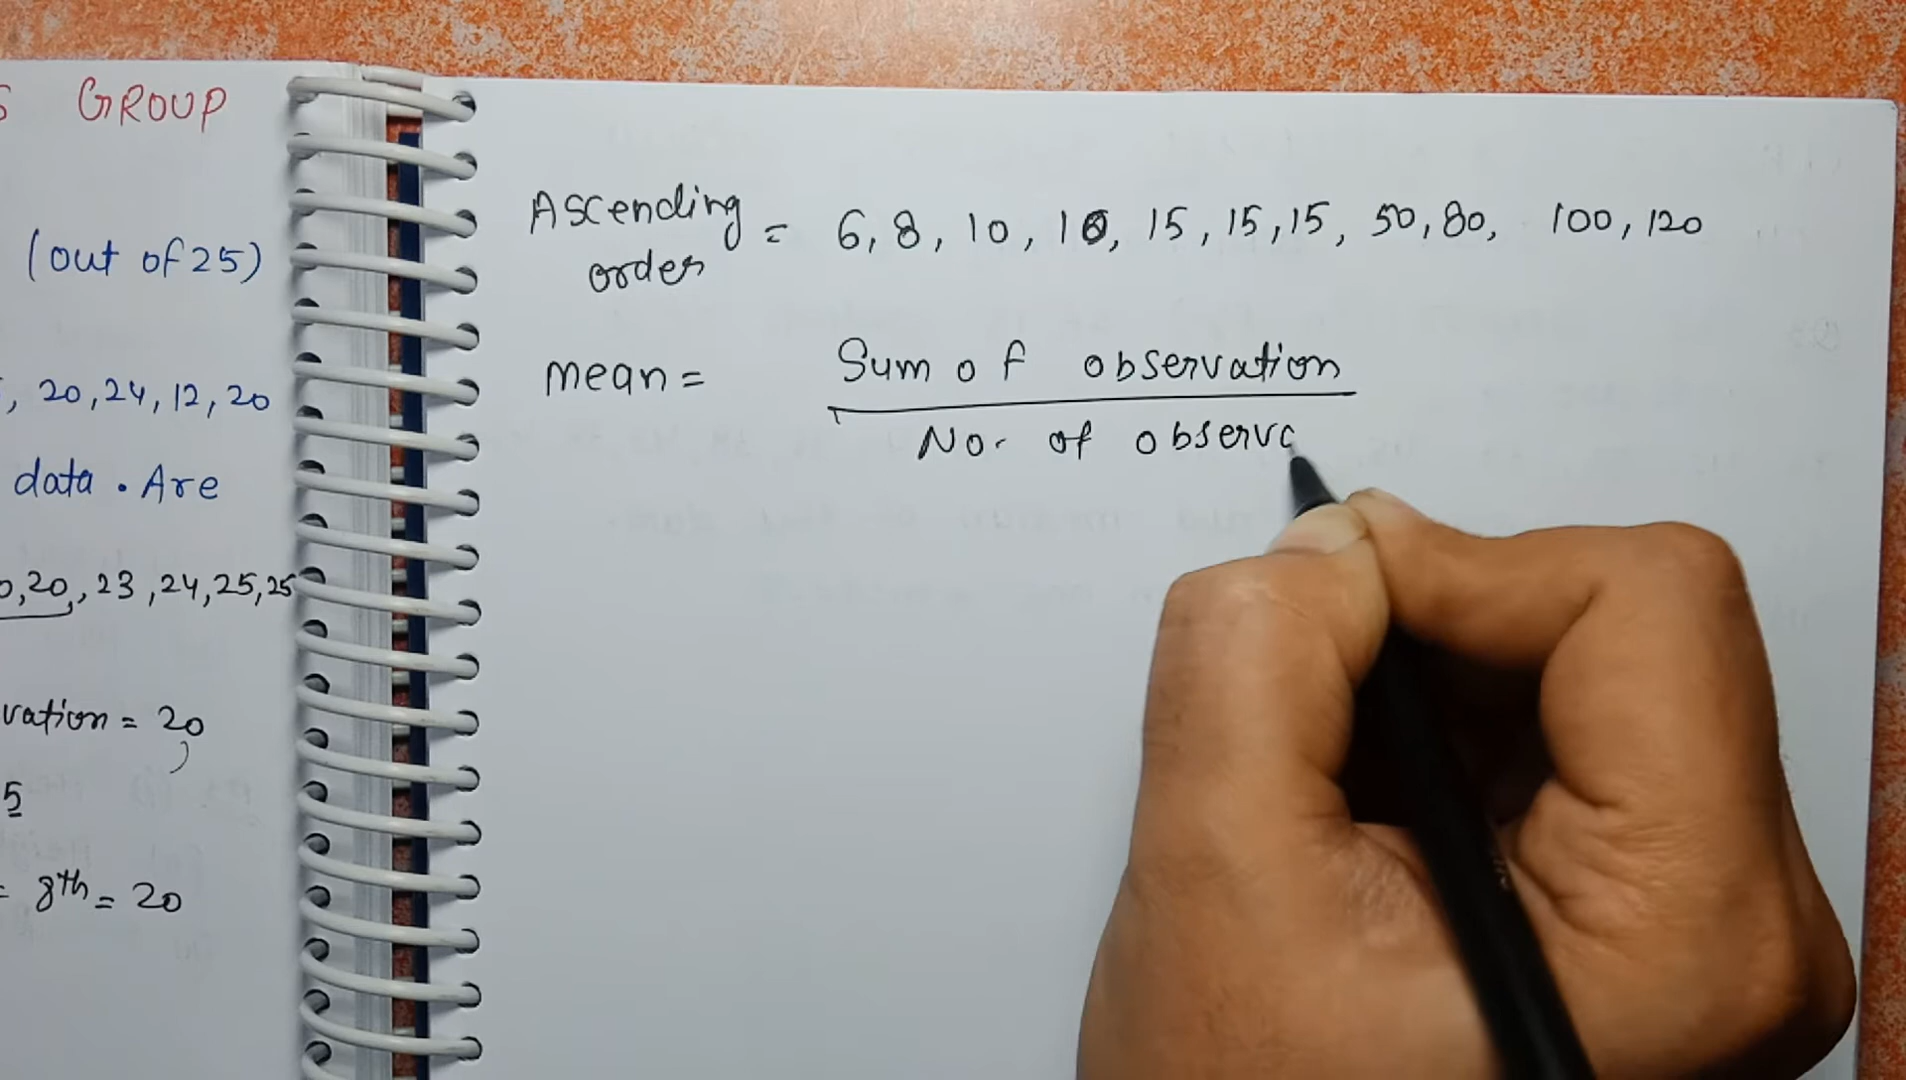 GROUP
(out of 25)
, 20, 24, 12, 20
data . Are
20, , 23 , 24, 25, 25
vation = 20
5
= 8th = 20
Ascending order = 6, 8, 10, 10, 15, 15, 15, 50, 80, 100, 120
mean = Sum of observation
No. of observa